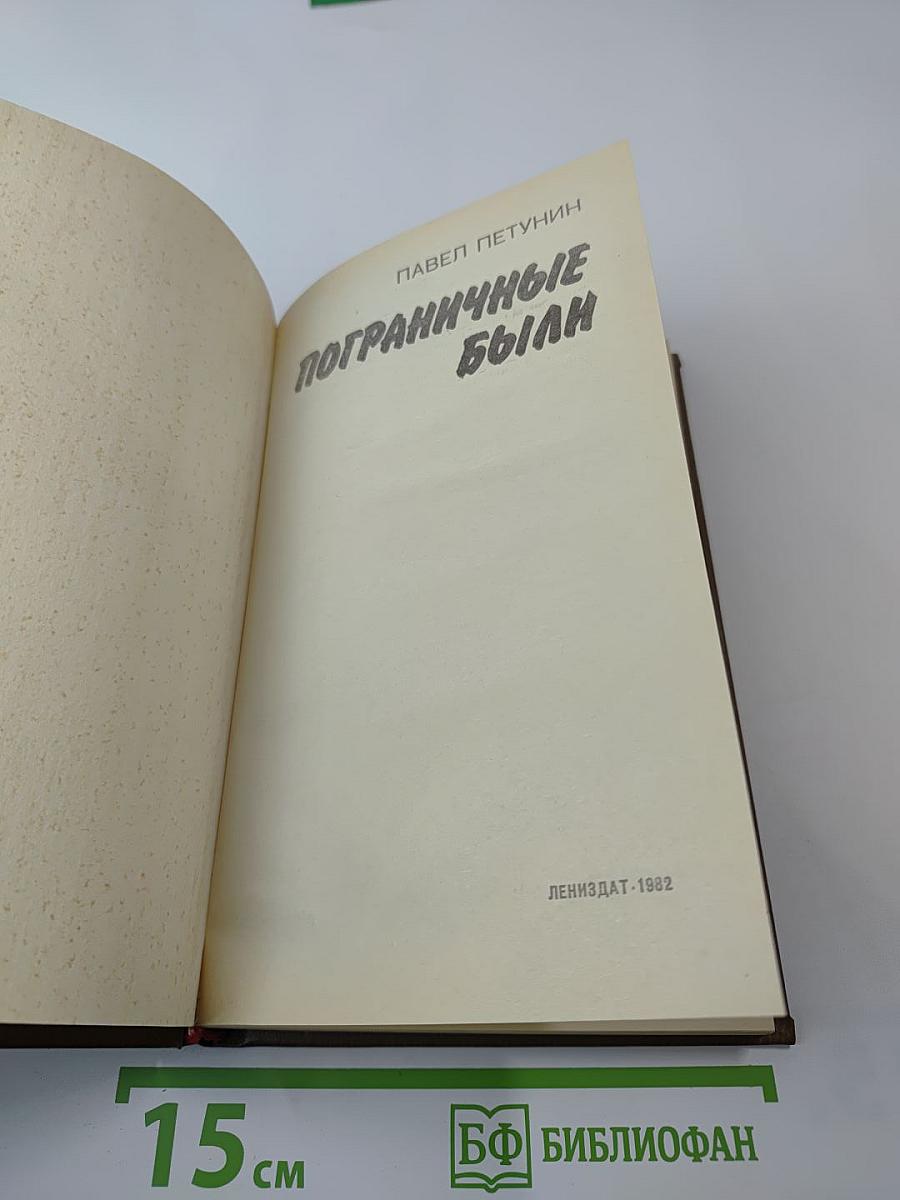 ПАВЕЛ ПЕТУНИН
ПОГРАНИЧНЫЕ
БЫЛИ
ЛЕНИЗДАТ·1982
15 см
БФ БИБЛИОФАН